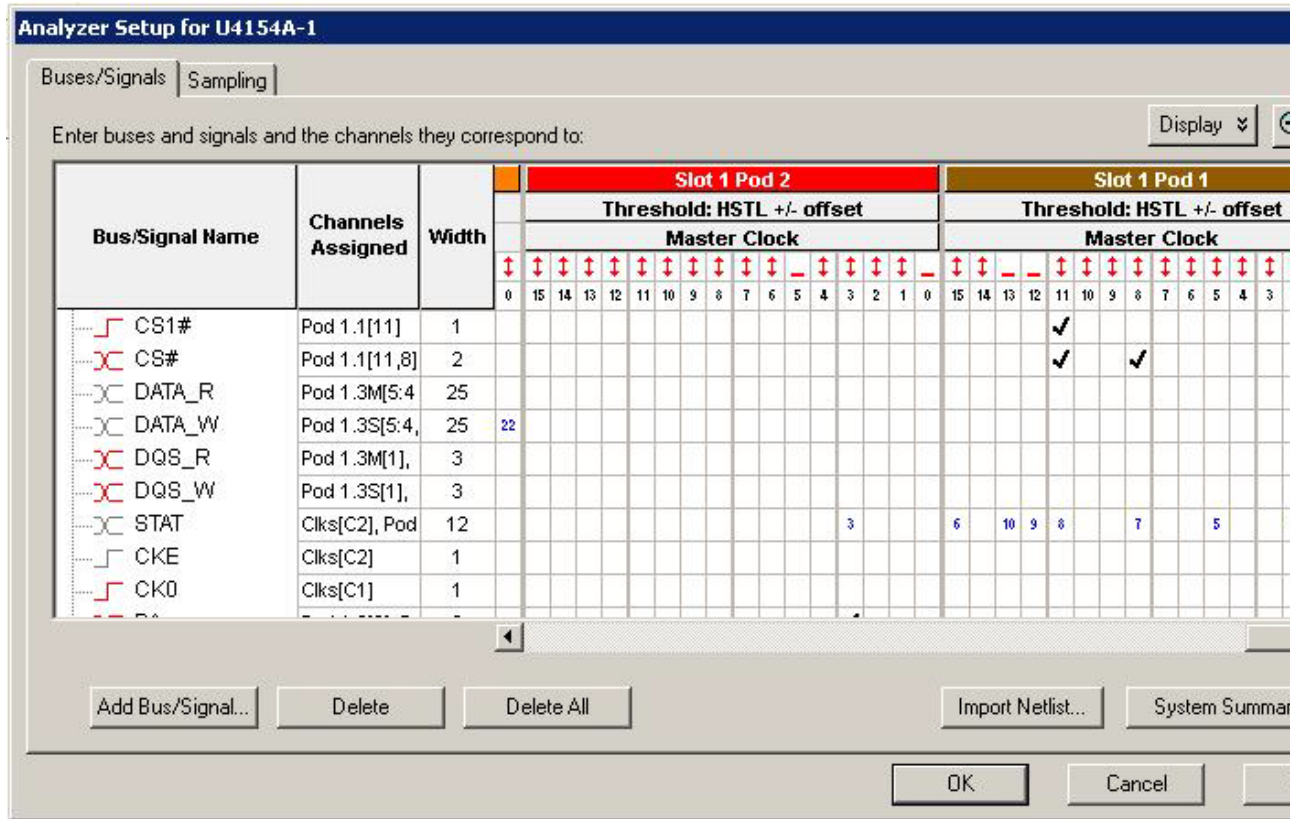 Analyzer Setup for U4154A-1
Buses/Signals Sampling
Enter buses and signals and the channels they correspond to:
Display
Bus/Signal Name Channels Assigned Width
Slot 1 Pod 2 Slot 1 Pod 1
Threshold: HSTL +/- offset Threshold: HSTL +/- offset
Master Clock Master Clock
0 15 14 13 12 11 10 9 8 7 6 5 4 3 2 1 0 15 14 13 12 11 10 9 8 7 6 5 4 3
CS1# Pod 1.1[11] 1
CS# Pod 1.1[11,8] 2
DATA_R Pod 1.3M[5:4 25
DATA_W Pod 1.3S[5:4, 25 22
DQS_R Pod 1.3M[1], 3
DQS_W Pod 1.3S[1], 3
STAT Clks[C2], Pod 12 3 6 10 9 8 7 5
CKE Clks[C2] 1
CK0 Clks[C1] 1
Add Bus/Signal... Delete Delete All Import Netlist... System Summar
OK Cancel